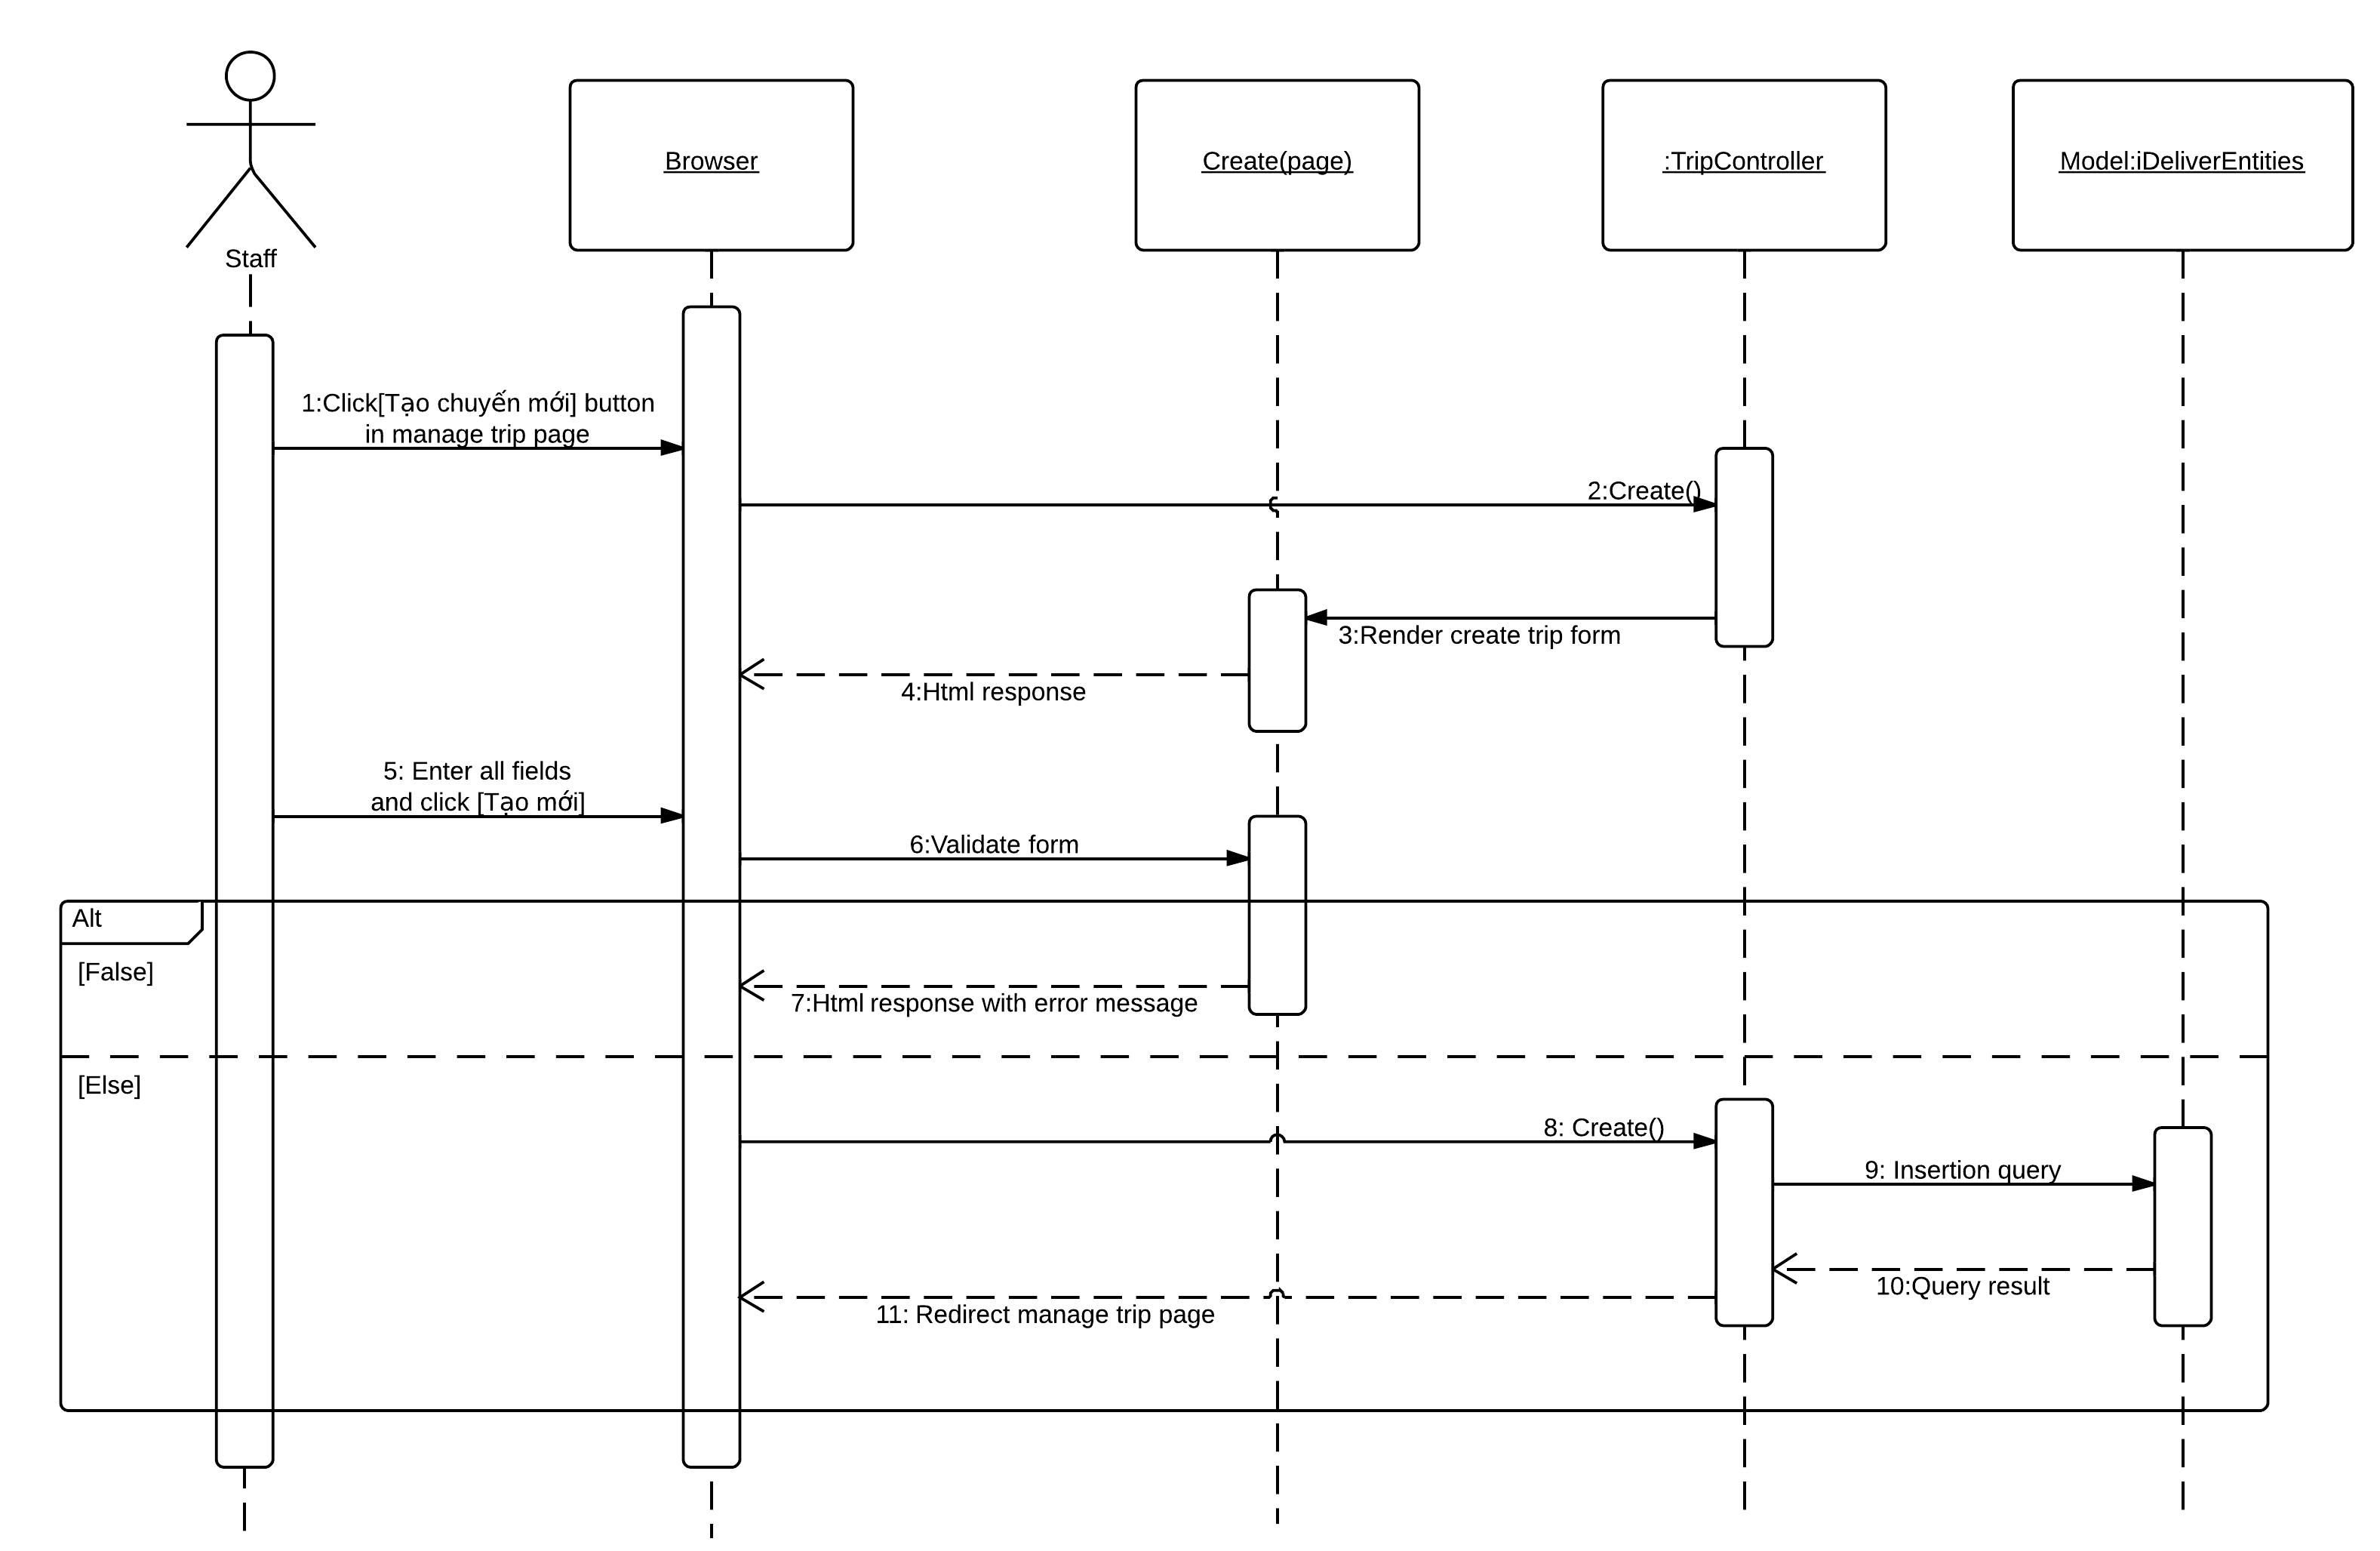 Staff
Browser
Create(page)
:TripController
Model:iDeliverEntities
1:Click[Tạo chuyến mới] button
in manage trip page
2:Create()
3:Render create trip form
4:Html response
5: Enter all fields
and click [Tạo mới]
6:Validate form
Alt
[False]
7:Html response with error message
[Else]
8: Create()
9: Insertion query
10:Query result
11: Redirect manage trip page